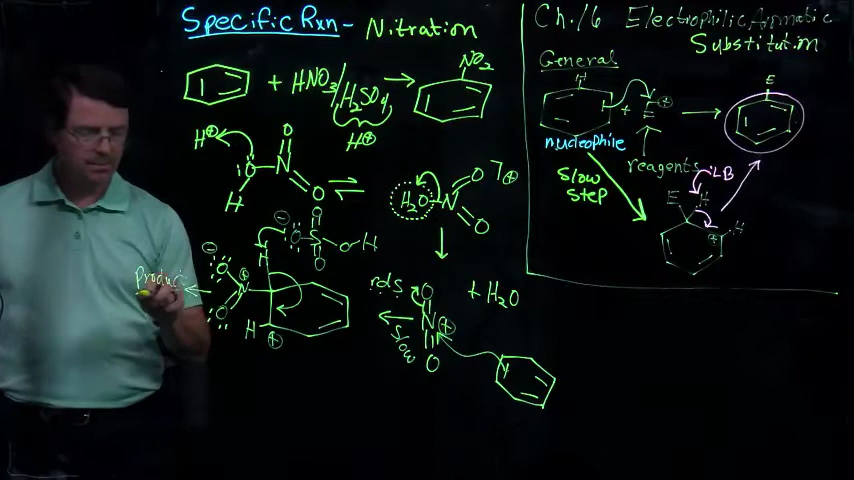 Specific Rxn - Nitration
+ HNO3/H2SO4
NO2
H⊕
H⊕
:O—N
O
O
H
H2O—N
O
O
⊕
⊖
:O
O
S
O—H
O
H
⊖
:O:
N⊕
:O:
H
⊕
Product
rds
slow
O
N⊕
O
+ H2O
Ch. 16 Electrophilic Aromatic
Substitution
General
H
+ E⊕
E
nucleophile
reagents
slow
step
:LB
E
H
⊕
H